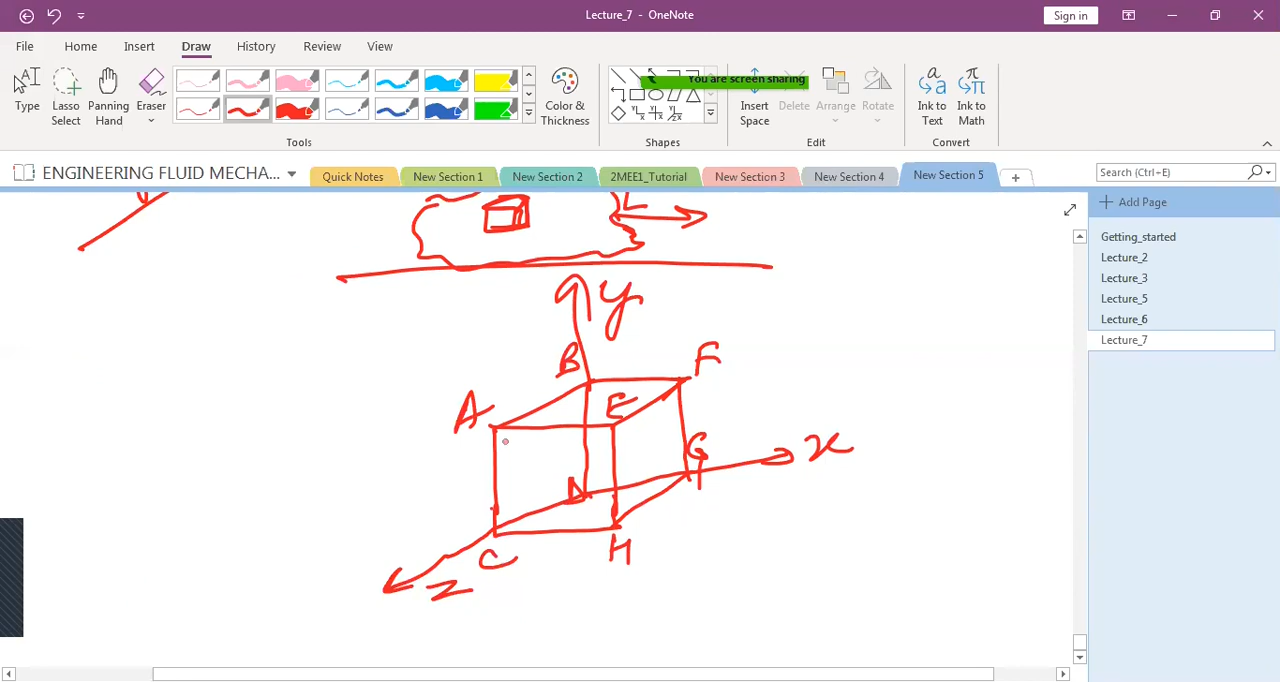 Lecture_7 - OneNote
Sign in
File Home Insert Draw History Review View
You are screen sharing
Type
Lasso Select
Panning Hand
Eraser
Color & Thickness
Insert Space
Delete
Arrange
Rotate
Ink to Text
Ink to Math
Tools
Shapes
Edit
Convert
ENGINEERING FLUID MECHA...
Quick Notes
New Section 1
New Section 2
2MEE1_Tutorial
New Section 3
New Section 4
New Section 5
Search (Ctrl+E)
Add Page
Getting_started
Lecture_2
Lecture_3
Lecture_5
Lecture_6
Lecture_7
y
B
F
A
E
G
x
D
C
H
Z